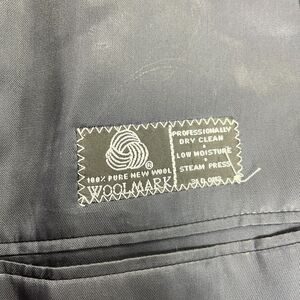 ®
100% PURE NEW WOOL
WOOLMARK
PROFESSIONALLY
DRY CLEAN
•
LOW MOISTURE
•
STEAM PRESS